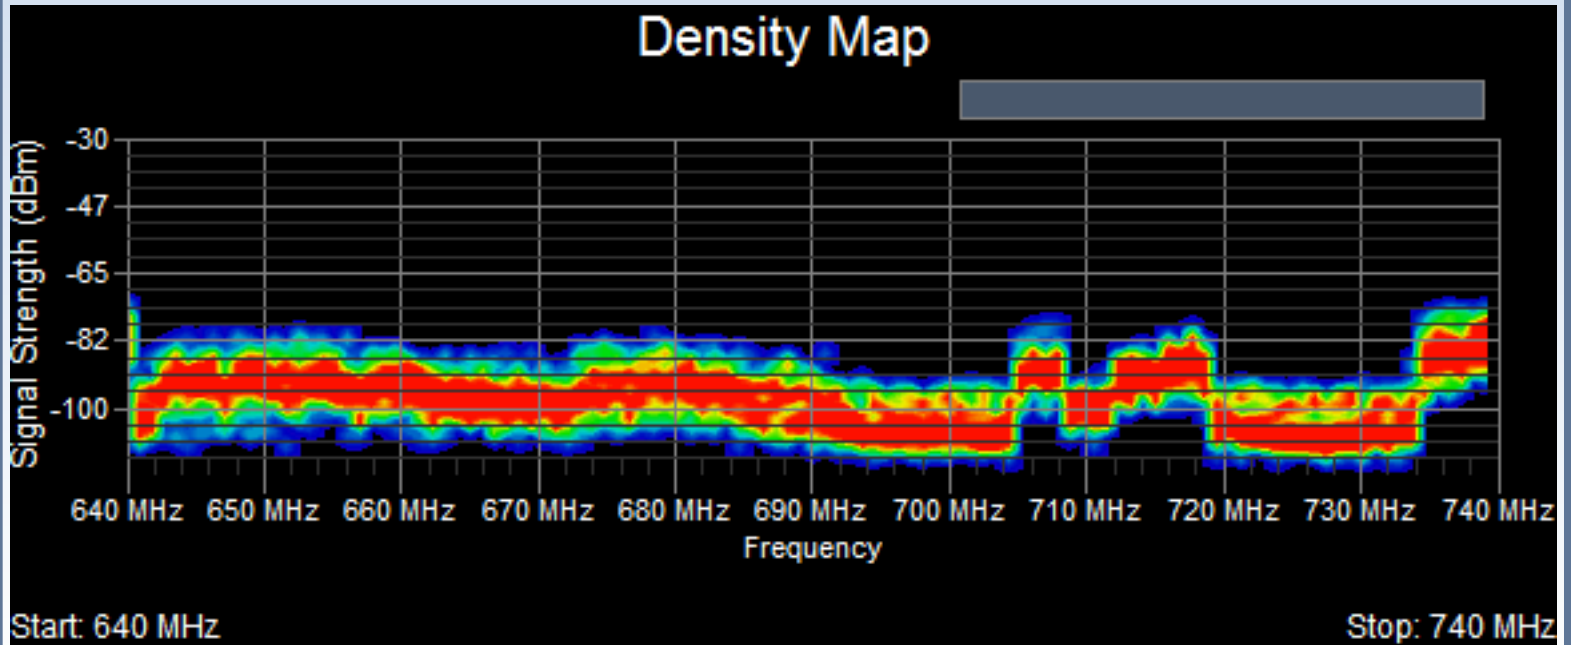 Density Map
Signal Strength (dBm)
-30
-47
-65
-82
-100
640 MHz 650 MHz 660 MHz 670 MHz 680 MHz 690 MHz 700 MHz 710 MHz 720 MHz 730 MHz 740 MHz
Frequency
Start: 640 MHz Stop: 740 MHz